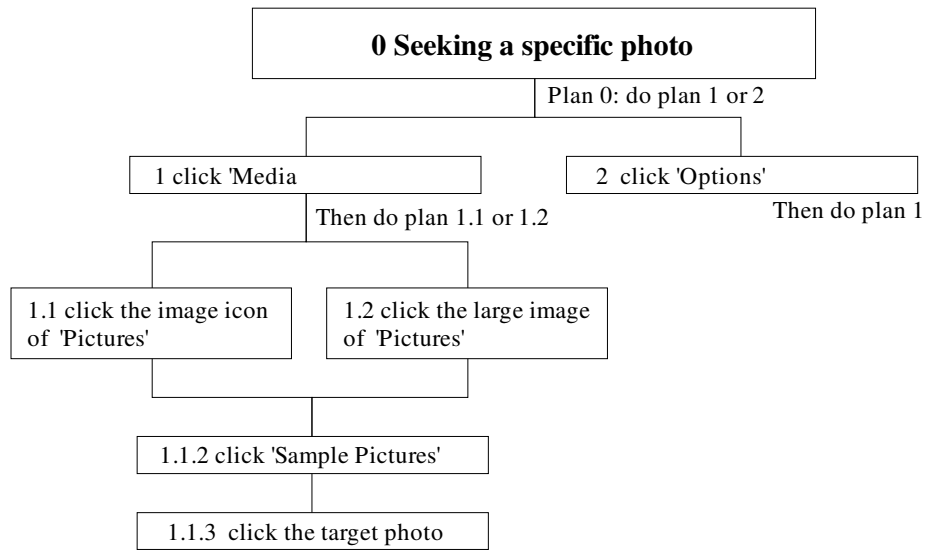 0 Seeking a specific photo
Plan 0: do plan 1 or 2
1 click 'Media
2 click 'Options'
Then do plan 1.1 or 1.2
Then do plan 1
1.1 click the image icon
of 'Pictures'
1.2 click the large image
of 'Pictures'
1.1.2 click 'Sample Pictures'
1.1.3 click the target photo